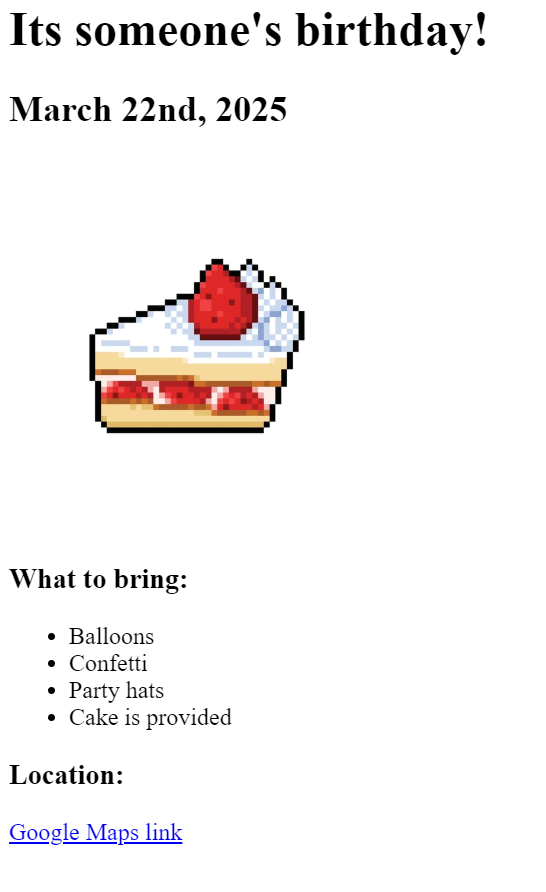 Its someone's birthday!
March 22nd, 2025
What to bring:
Balloons
Confetti
Party hats
Cake is provided
Location:
Google Maps link